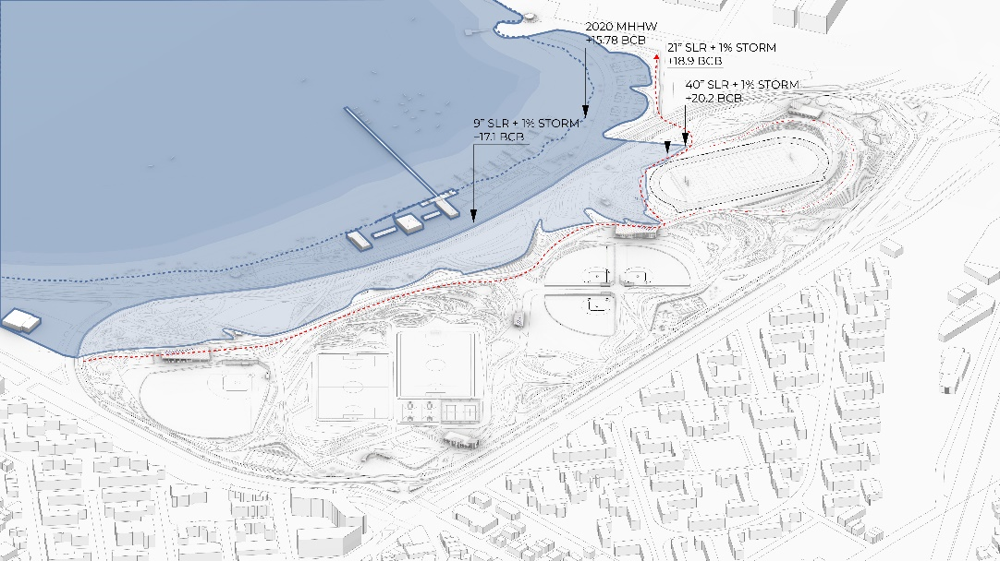 2020 MHHW
+15.78 BCB
21" SLR + 1% STORM
+18.9 BCB
40" SLR + 1% STORM
+20.2 BCB
9" SLR + 1% STORM
+17.1 BCB